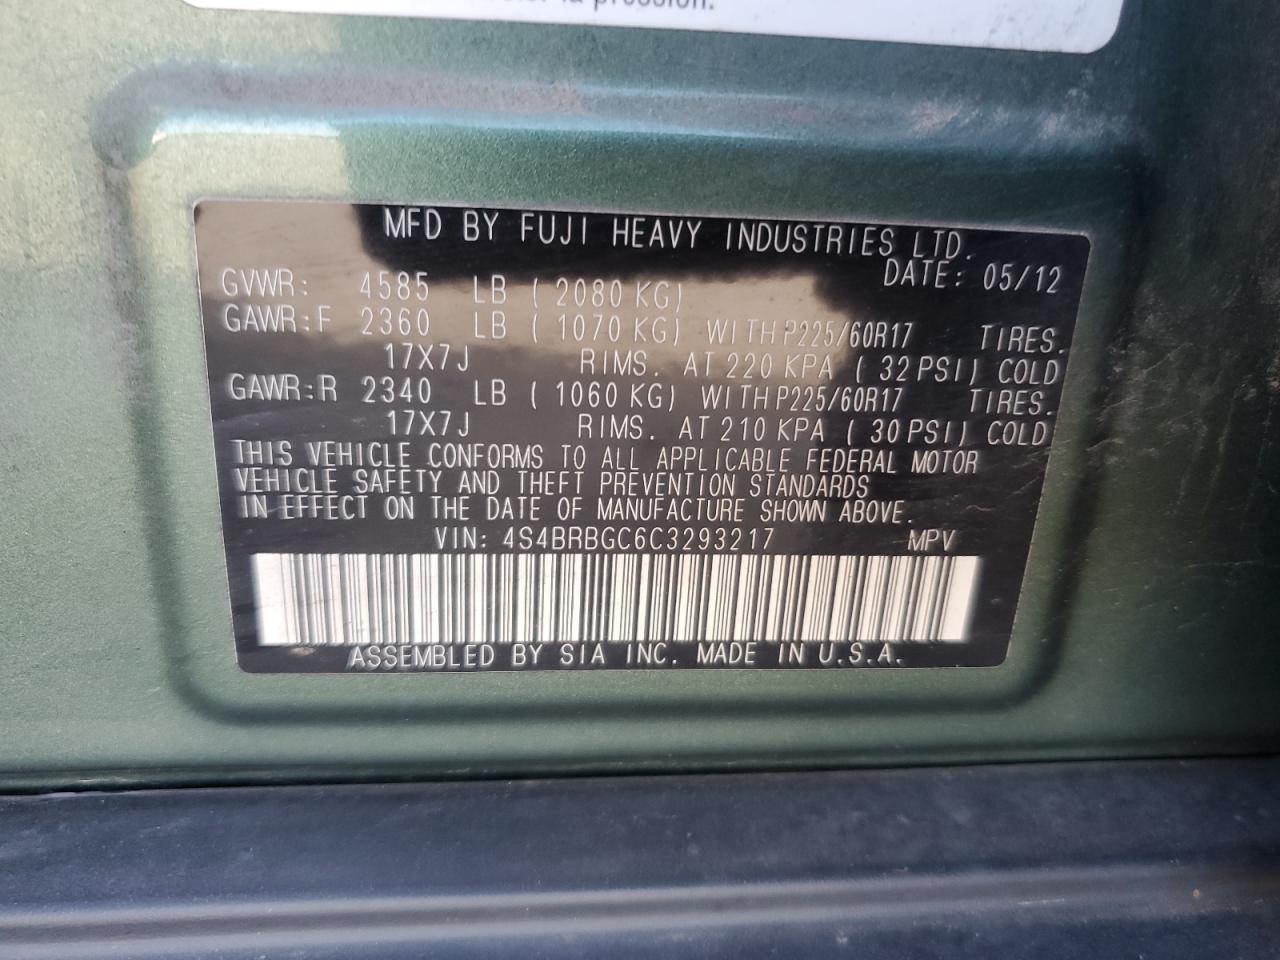 la pression.
MFD BY FUJI HEAVY INDUSTRIES LTD.
DATE: 05/12
GVWR: 4585 LB ( 2080 KG)
GAWR:F 2360 LB ( 1070 KG) WITH P225/60R17 TIRES.
17X7J RIMS. AT 220 KPA ( 32 PSI) COLD
GAWR:R 2340 LB ( 1060 KG) WITH P225/60R17 TIRES.
17X7J RIMS. AT 210 KPA ( 30 PSI) COLD
THIS VEHICLE CONFORMS TO ALL APPLICABLE FEDERAL MOTOR
VEHICLE SAFETY AND THEFT PREVENTION STANDARDS
IN EFFECT ON THE DATE OF MANUFACTURE SHOWN ABOVE.
VIN: 4S4BRBGC6C3293217 MPV
ASSEMBLED BY SIA INC. MADE IN U.S.A.